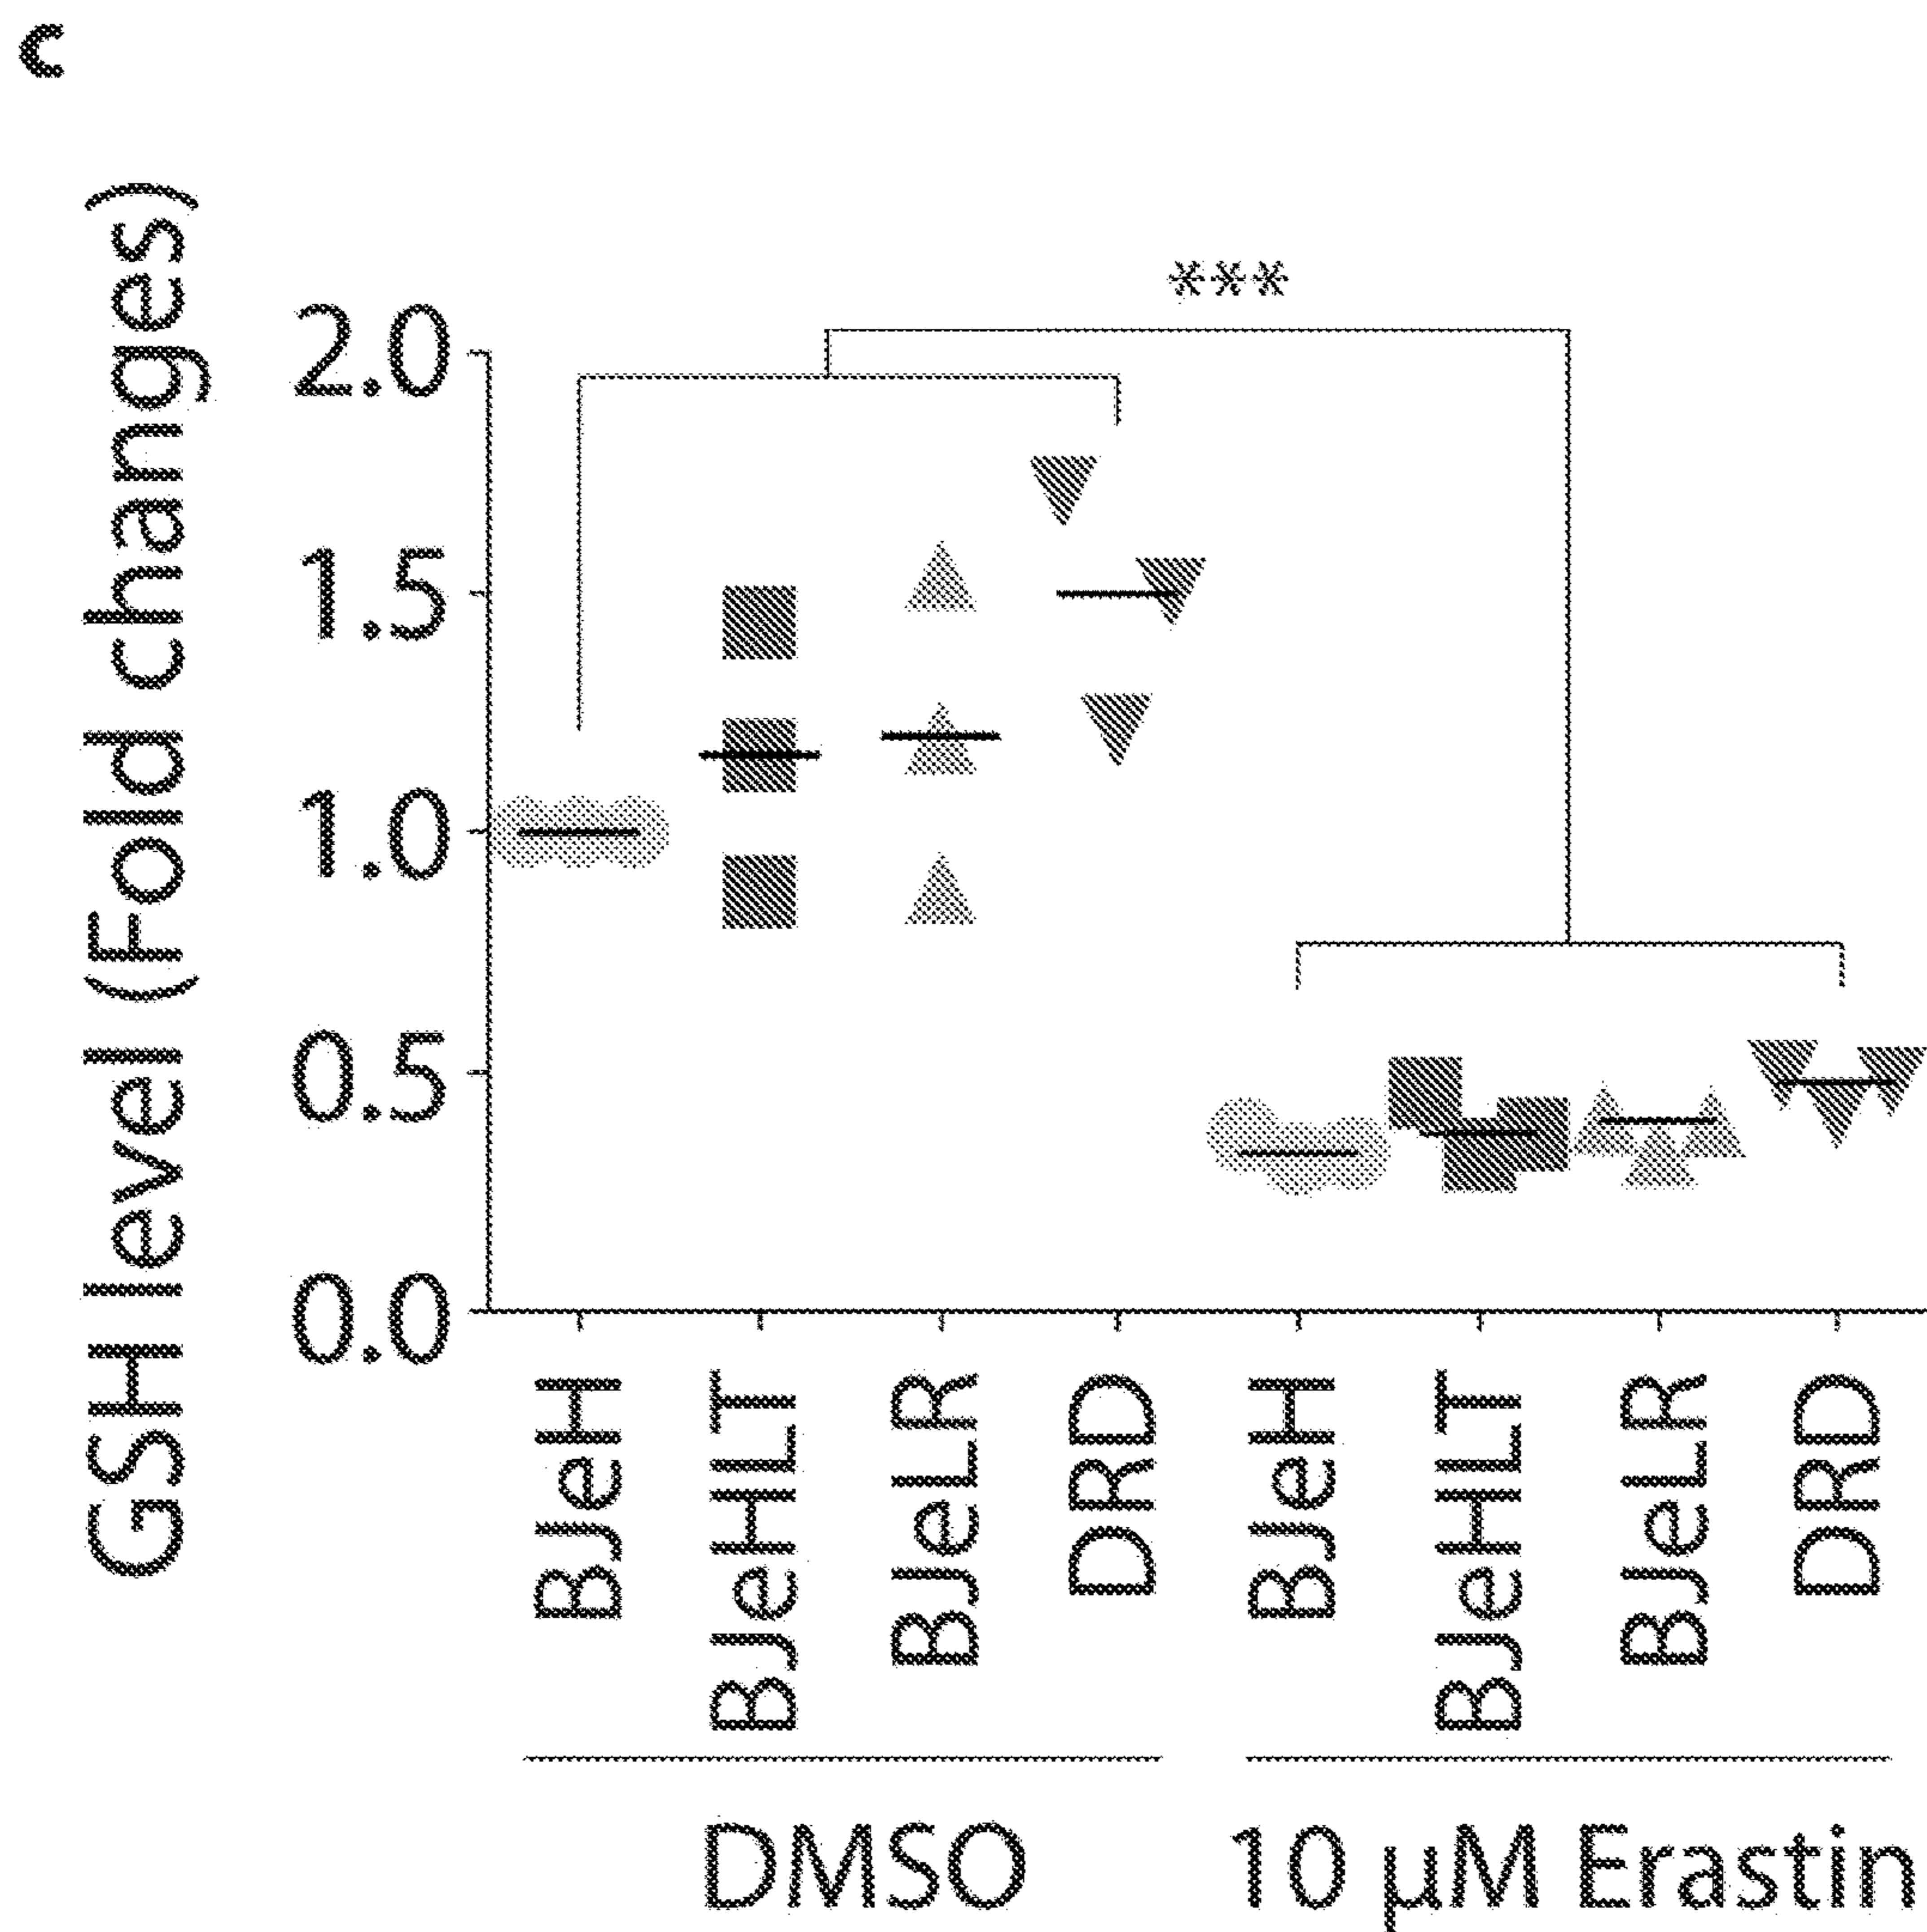 c
GSH level (Fold changes)
***
2.0
1.5
1.0
0.5
0.0
BJeH
BJeHLT
BJeLR
DRD
BJeH
BJeHLT
BJeLR
DRD
DMSO
10 µM Erastin